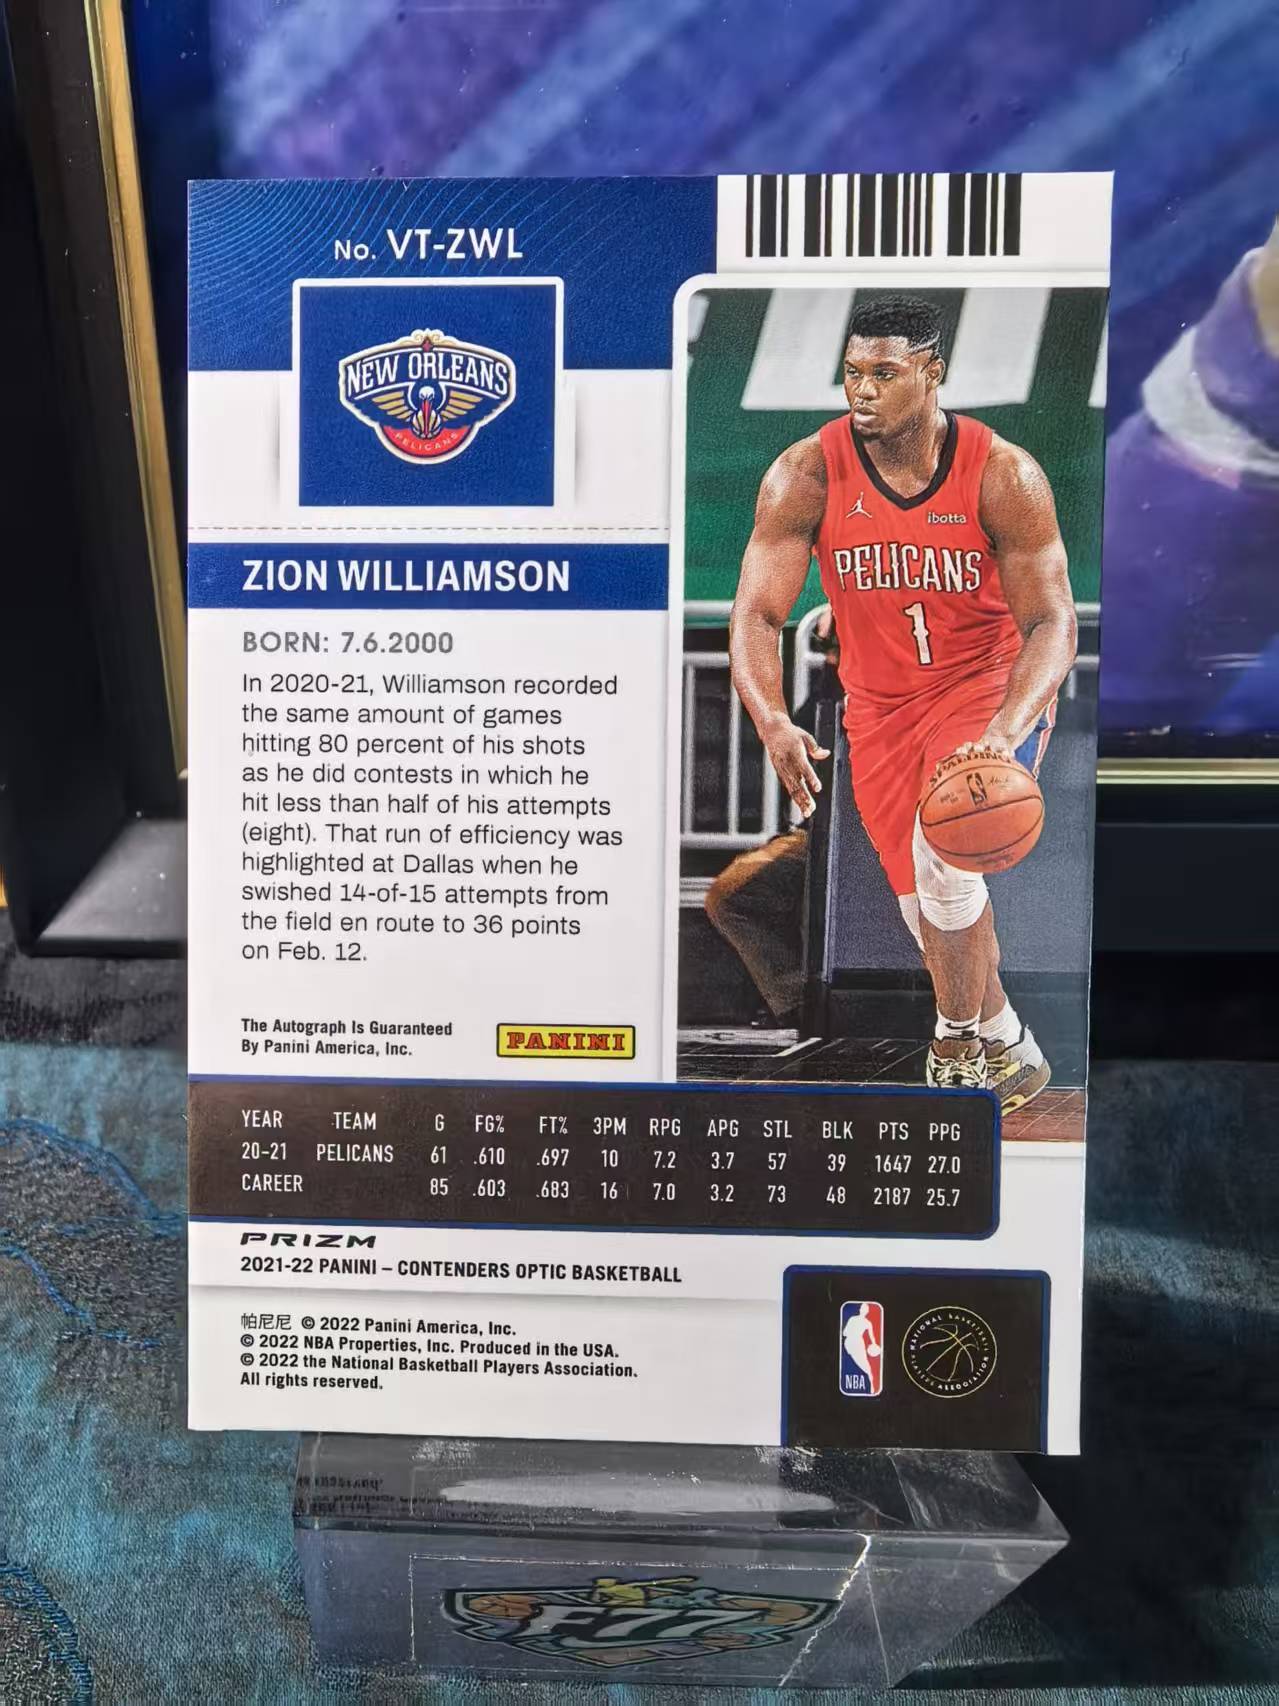 No. VT-ZWL
NEW ORLEANS
PELICANS
ZION WILLIAMSON
BORN: 7.6.2000
In 2020-21, Williamson recorded
the same amount of games
hitting 80 percent of his shots
as he did contests in which he
hit less than half of his attempts
(eight). That run of efficiency was
highlighted at Dallas when he
swished 14-of-15 attempts from
the field en route to 36 points
on Feb. 12.
The Autograph Is Guaranteed
By Panini America, Inc.
PANINI
ibotta
PELICANS
1
SPALDING
YEAR TEAM G FG% FT% 3PM RPG APG STL BLK PTS PPG
20-21 PELICANS 61 .610 .697 10 7.2 3.7 57 39 1647 27.0
CAREER 85 .603 .683 16 7.0 3.2 73 48 2187 25.7
PRIZM
2021-22 PANINI – CONTENDERS OPTIC BASKETBALL
帕尼尼 © 2022 Panini America, Inc.
© 2022 NBA Properties, Inc. Produced in the USA.
© 2022 the National Basketball Players Association.
All rights reserved.
NBA
NATIONAL BASKETBALL
PLAYERS ASSOCIATION
F77